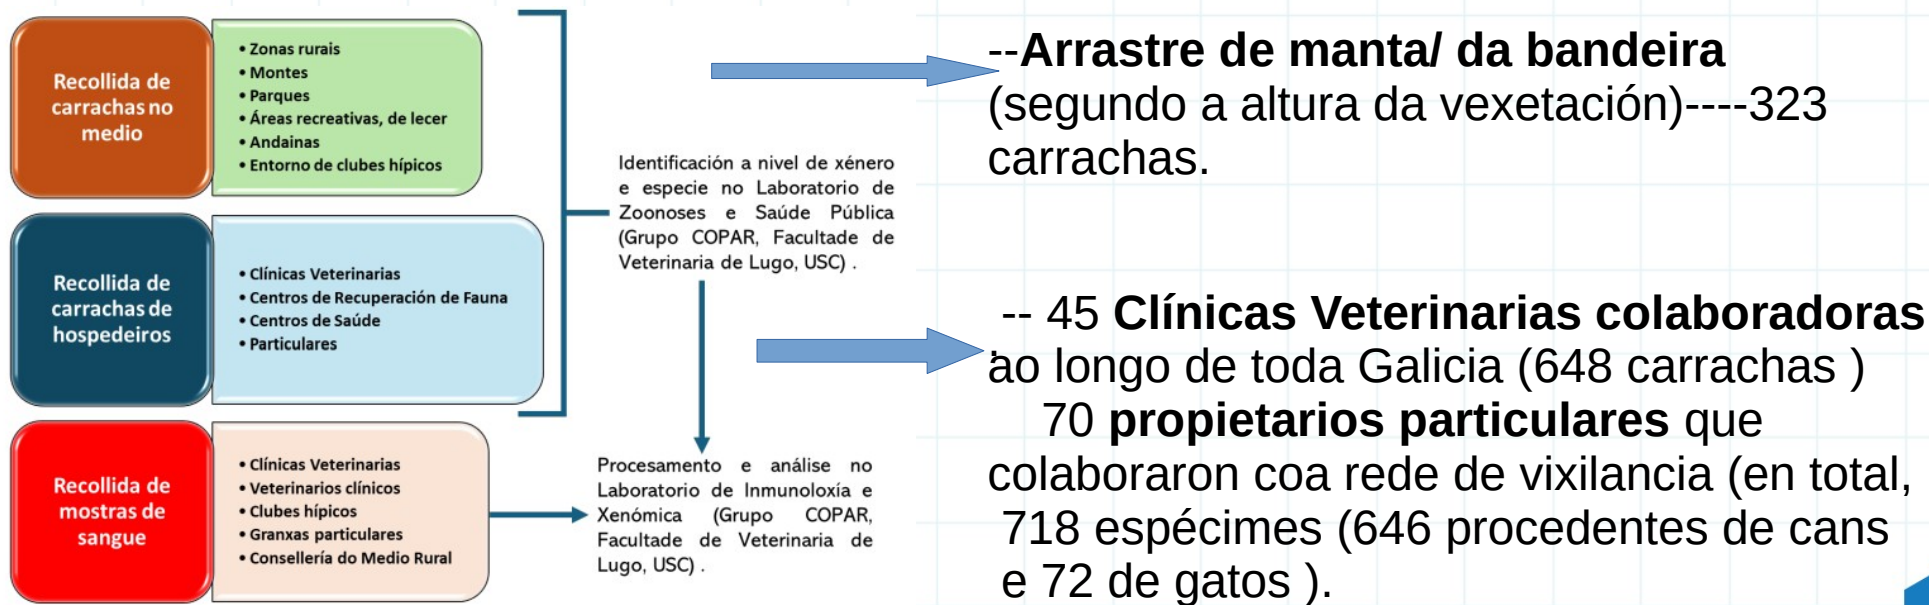 Recollida de
carrachas no
medio
• Zonas rurais
• Montes
• Parques
• Áreas recreativas, de lecer
• Andainas
• Entorno de clubes hípicos
Recollida de
carrachas de
hospedeiros
• Clínicas Veterinarias
• Centros de Recuperación de Fauna
• Centros de Saúde
• Particulares
Recollida de
mostras de
sangue
• Clínicas Veterinarias
• Veterinarios clínicos
• Clubes hípicos
• Granxas particulares
• Consellería do Medio Rural
Identificación a nivel de xénero
e especie no Laboratorio de
Zoonoses e Saúde Pública
(Grupo COPAR, Facultade de
Veterinaria de Lugo, USC) .
Procesamento e análise no
Laboratorio de Inmunoloxía e
Xenómica (Grupo COPAR,
Facultade de Veterinaria de
Lugo, USC) .
--Arrastre de manta/ da bandeira
(segundo a altura da vexetación)----323
carrachas.
-- 45 Clínicas Veterinarias colaboradoras
ao longo de toda Galicia (648 carrachas )
70 propietarios particulares que
colaboraron coa rede de vixilancia (en total,
718 espécimes (646 procedentes de cans
e 72 de gatos ).